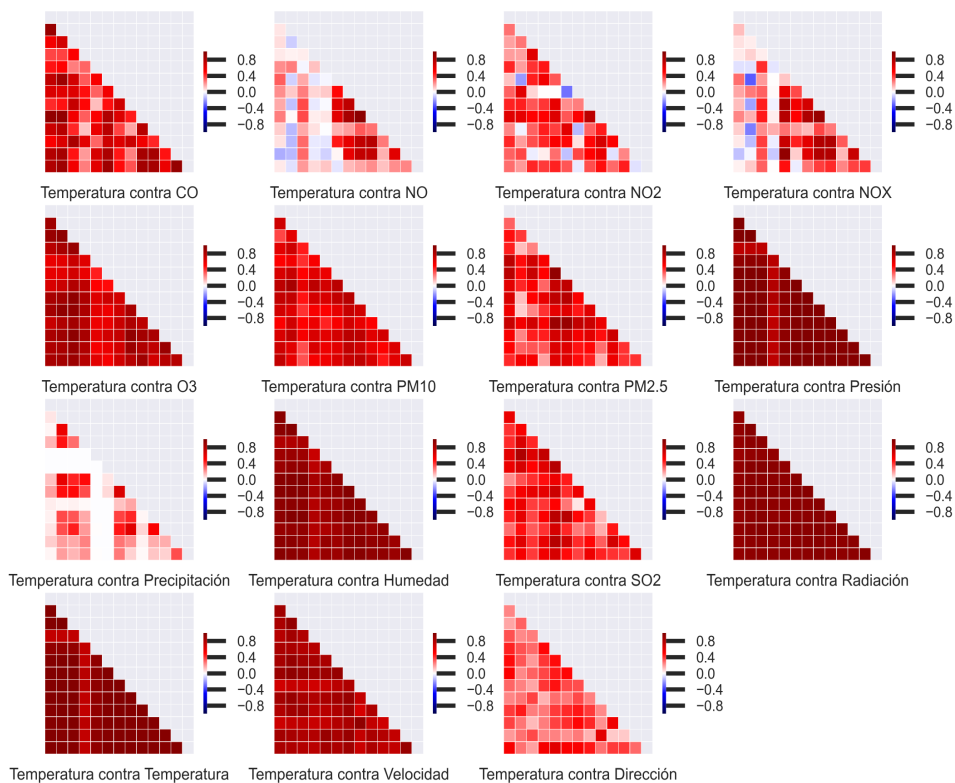 0.8 0.8 0.8 0.8
0.4 0.4 0.4 0.4
0.0 0.0 0.0 0.0
−0.4 −0.4 −0.4 −0.4
−0.8 −0.8 −0.8 −0.8
Temperatura contra CO Temperatura contra NO Temperatura contra NO2 Temperatura contra NOX
0.8 0.8 0.8 0.8
0.4 0.4 0.4 0.4
0.0 0.0 0.0 0.0
−0.4 −0.4 −0.4 −0.4
−0.8 −0.8 −0.8 −0.8
Temperatura contra O3 Temperatura contra PM10 Temperatura contra PM2.5 Temperatura contra Presión
0.8 0.8 0.8 0.8
0.4 0.4 0.4 0.4
0.0 0.0 0.0 0.0
−0.4 −0.4 −0.4 −0.4
−0.8 −0.8 −0.8 −0.8
Temperatura contra Precipitación Temperatura contra Humedad Temperatura contra SO2 Temperatura contra Radiación
0.8 0.8 0.8
0.4 0.4 0.4
0.0 0.0 0.0
−0.4 −0.4 −0.4
−0.8 −0.8 −0.8
Temperatura contra Temperatura Temperatura contra Velocidad Temperatura contra Dirección